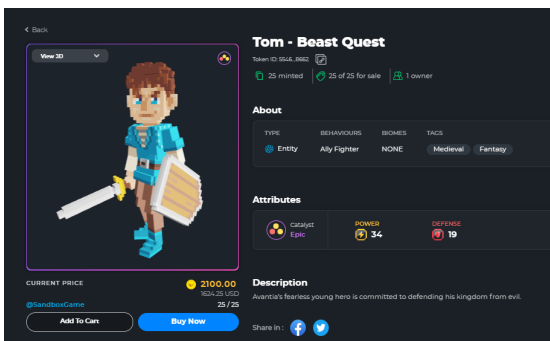 Back
View 3D
Tom - Beast Quest
Token ID: 5546...8662
25 minted
25 of 25 for sale
1 owner
About
TYPE BEHAVIOURS BIOMES TAGS
Entity Ally Fighter NONE Medieval Fantasy
Attributes
Catalyst POWER DEFENSE
Epic 34 19
CURRENT PRICE 2100.00
1624.25 USD
@SandboxGame 25 / 25
Add To Cart Buy Now
Description
Avantia's fearless young hero is committed to defending his kingdom from evil.
Share in :